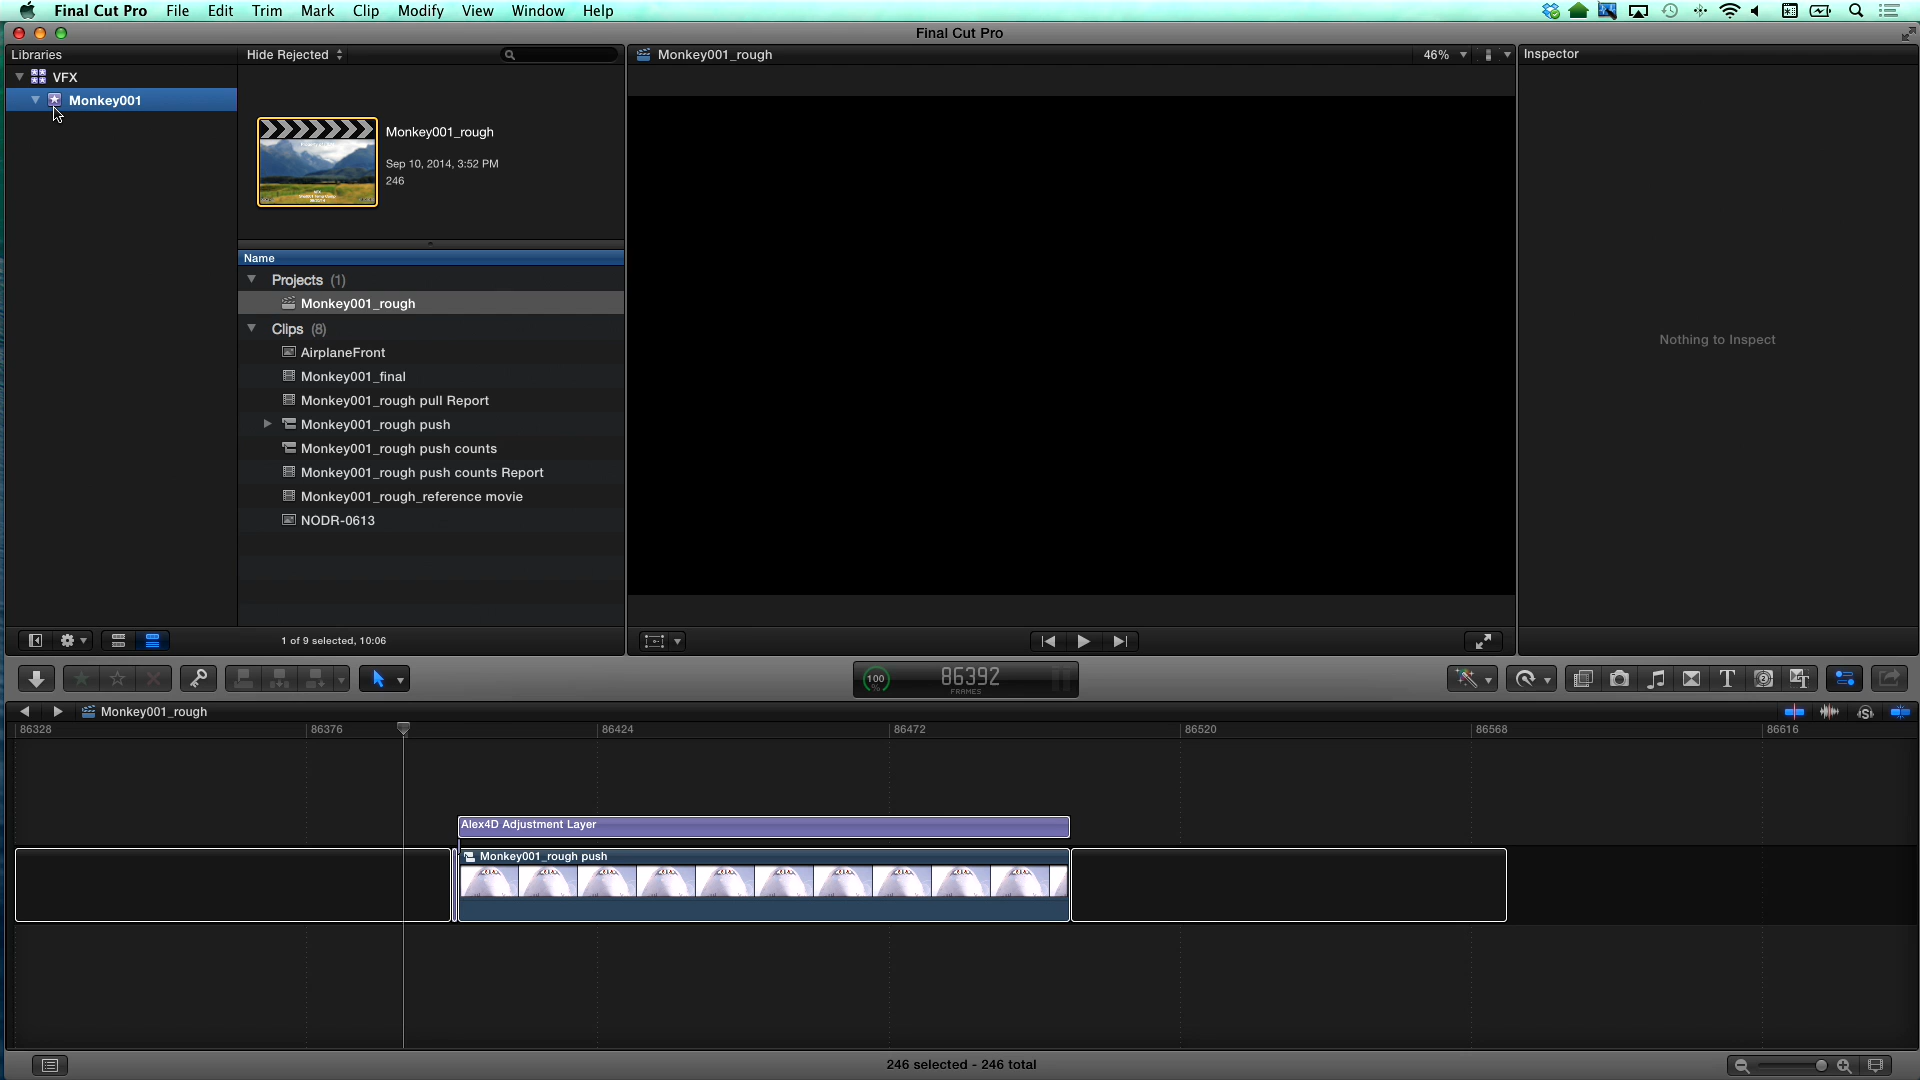 Final Cut Pro File Edit Trim Mark Clip Modify View Window Help
Final Cut Pro
Libraries
Hide Rejected
Monkey001_rough
46%
Inspector
VFX
Monkey001
Monkey001_rough
Sep 10, 2014, 3:52 PM
246
Name
Projects (1)
Monkey001_rough
Clips (8)
AirplaneFront
Monkey001_final
Monkey001_rough pull Report
Monkey001_rough push
Monkey001_rough push counts
Monkey001_rough push counts Report
Monkey001_rough_reference movie
NODR-0613
Nothing to Inspect
1 of 9 selected, 10:06
100
%
86392
FRAMES
Monkey001_rough
86328 86376 86424 86472 86520 86568 86616
Alex4D Adjustment Layer
Monkey001_rough push
246 selected - 246 total